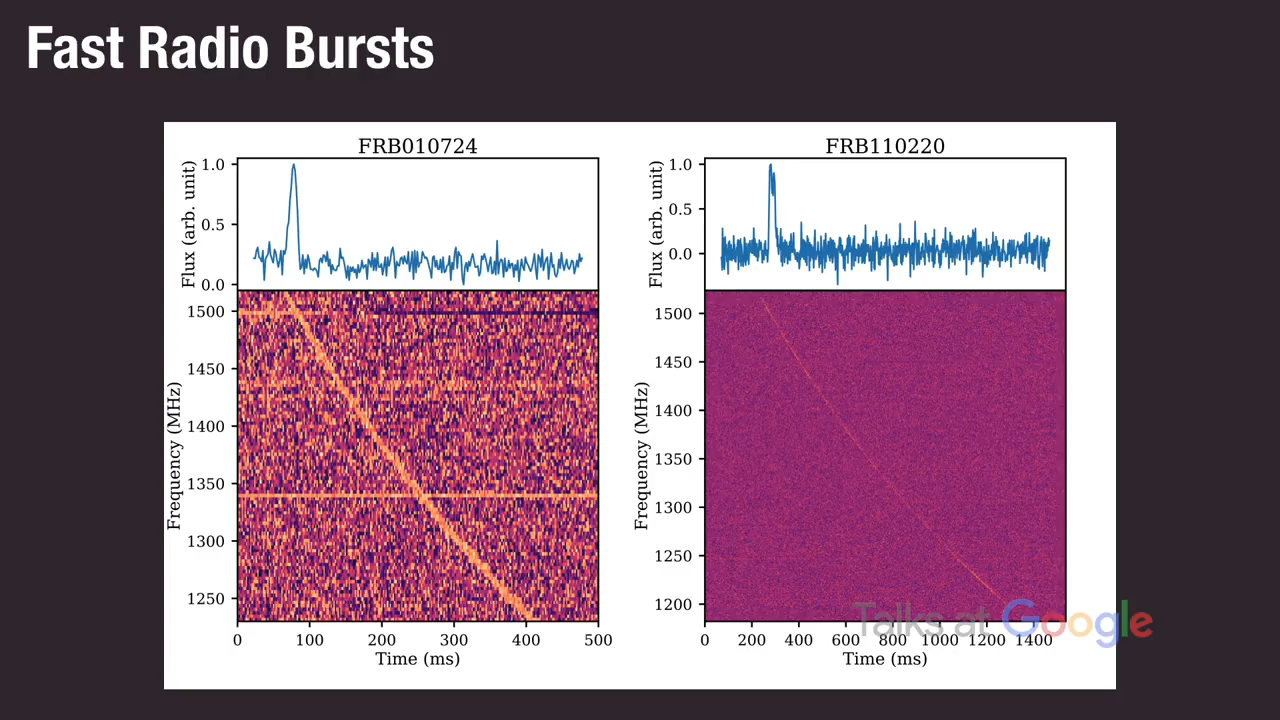 Fast Radio Bursts
FRB010724
Flux (arb. unit)
1.0
0.5
0.0
Frequency (MHz)
1500
1450
1400
1350
1300
1250
0 100 200 300 400 500
Time (ms)
FRB110220
Flux (arb. unit)
1.0
0.5
0.0
Frequency (MHz)
1500
1450
1400
1350
1300
1250
1200
0 200 400 600 800 1000 1200 1400
Time (ms)
Talks at Google